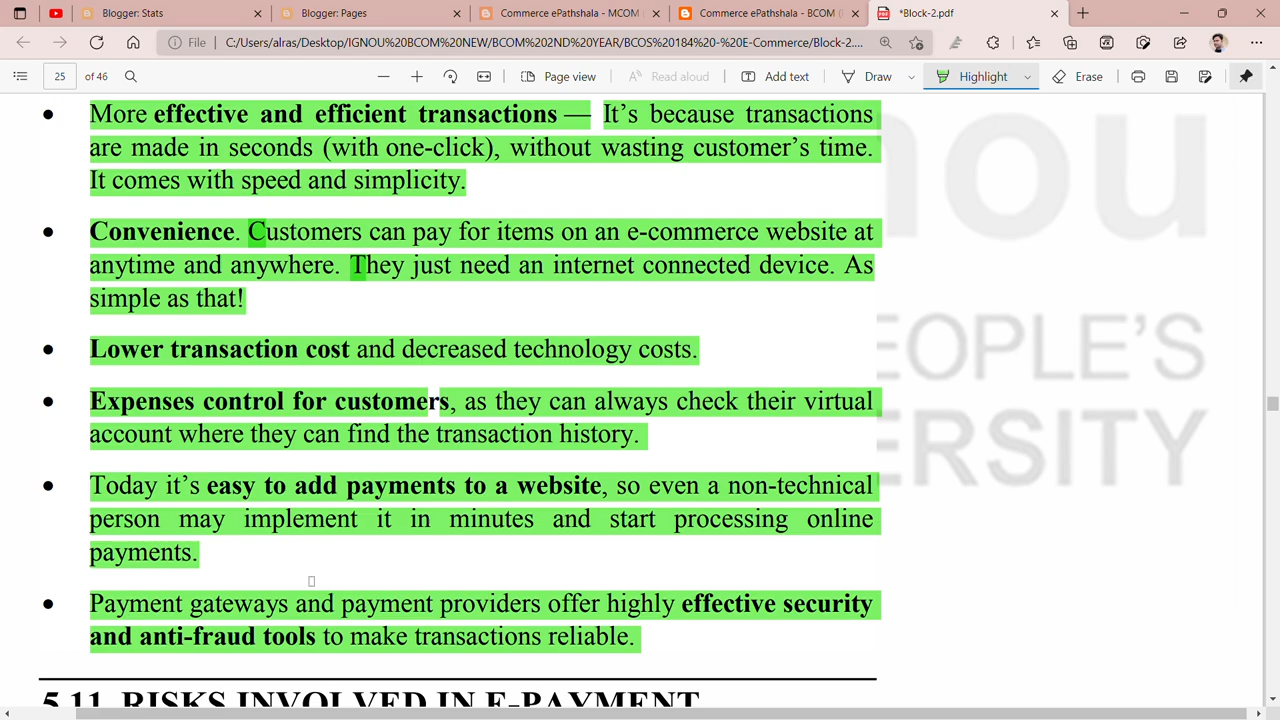 Blogger: Stats
Blogger: Pages
Commerce ePathshala - MCOM (
Commerce ePathshala - BCOM (
*Block-2.pdf
File
C:/Users/alras/Desktop/IGNOU%20BCOM%20NEW/BCOM%202ND%20YEAR/BCOS%20184%20-%20E-Commerce/Block-2....
25 of 46
Page view
Read aloud
Add text
Draw
Highlight
Erase
• More effective and efficient transactions — It’s because transactions
are made in seconds (with one-click), without wasting customer’s time.
It comes with speed and simplicity.
• Convenience. Customers can pay for items on an e-commerce website at
anytime and anywhere. They just need an internet connected device. As
simple as that!
• Lower transaction cost and decreased technology costs.
• Expenses control for customers, as they can always check their virtual
account where they can find the transaction history.
• Today it’s easy to add payments to a website, so even a non-technical
person may implement it in minutes and start processing online
payments.
• Payment gateways and payment providers offer highly effective security
and anti-fraud tools to make transactions reliable.
5.11 RISKS INVOLVED IN E-PAYMENT
nou
EOPLE’S
ERSITY